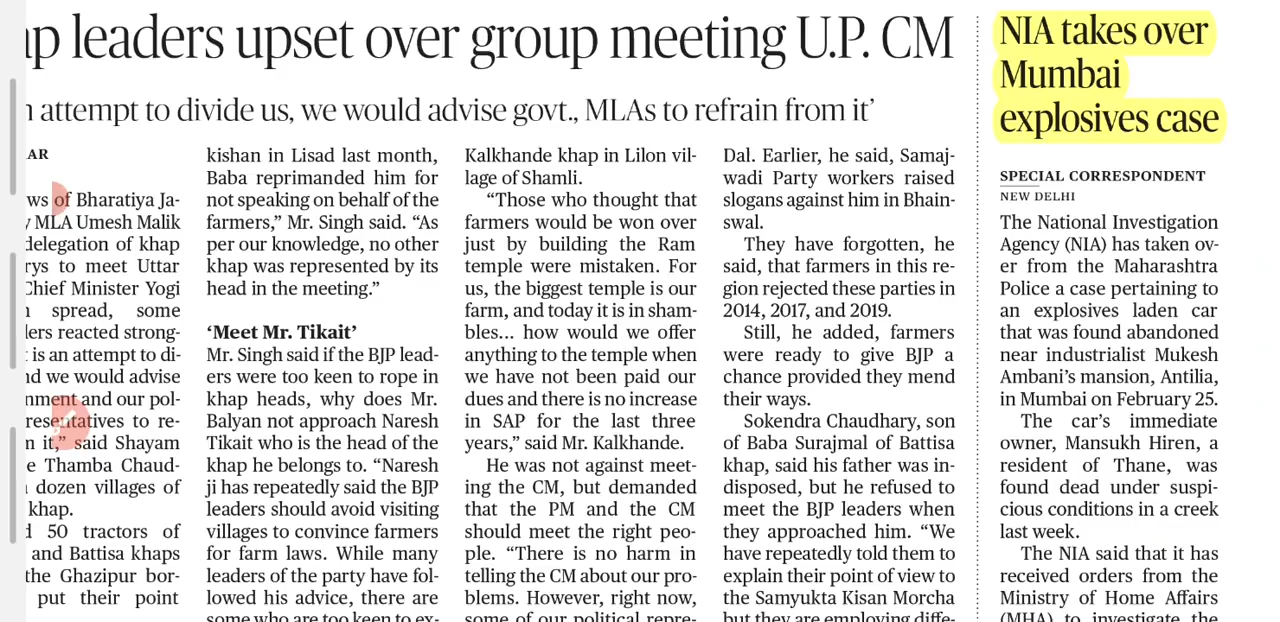 ap leaders upset over group meeting U.P. CM
attempt to divide us, we would advise govt., MLAs to refrain from it’
AR
ws of Bharatiya Ja-
MLA Umesh Malik
delegation of khap
rys to meet Uttar
Chief Minister Yogi
spread, some
ders reacted strong-
t is an attempt to di-
nd we would advise
nment and our pol-
resentatives to re-
n it,” said Shayam
e Thamba Chaud-
dozen villages of
khap.
50 tractors of
and Battisa khaps
the Ghazipur bor-
put their point
kishan in Lisad last month,
Baba reprimanded him for
not speaking on behalf of the
farmers,” Mr. Singh said. “As
per our knowledge, no other
khap was represented by its
head in the meeting.”
‘Meet Mr. Tikait’
Mr. Singh said if the BJP lead-
ers were too keen to rope in
khap heads, why does Mr.
Balyan not approach Naresh
Tikait who is the head of the
khap he belongs to. “Naresh
ji has repeatedly said the BJP
leaders should avoid visiting
villages to convince farmers
for farm laws. While many
leaders of the party have fol-
lowed his advice, there are
some who are too keen to ex-
Kalkhande khap in Lilon vil-
lage of Shamli.
“Those who thought that
farmers would be won over
just by building the Ram
temple were mistaken. For
us, the biggest temple is our
farm, and today it is in sham-
bles... how would we offer
anything to the temple when
we have not been paid our
dues and there is no increase
in SAP for the last three
years,” said Mr. Kalkhande.
He was not against meet-
ing the CM, but demanded
that the PM and the CM
should meet the right peo-
ple. “There is no harm in
telling the CM about our pro-
blems. However, right now,
some of our political repre-
Dal. Earlier, he said, Samaj-
wadi Party workers raised
slogans against him in Bhain-
swal.
They have forgotten, he
said, that farmers in this re-
gion rejected these parties in
2014, 2017, and 2019.
Still, he added, farmers
were ready to give BJP a
chance provided they mend
their ways.
Sokendra Chaudhary, son
of Baba Surajmal of Battisa
khap, said his father was in-
disposed, but he refused to
meet the BJP leaders when
they approached him. “We
have repeatedly told them to
explain their point of view to
the Samyukta Kisan Morcha
but they are employing diffe-
NIA takes over
Mumbai
explosives case
SPECIAL CORRESPONDENT
NEW DELHI
The National Investigation
Agency (NIA) has taken ov-
er from the Maharashtra
Police a case pertaining to
an explosives laden car
that was found abandoned
near industrialist Mukesh
Ambani’s mansion, Antilia,
in Mumbai on February 25.
The car’s immediate
owner, Mansukh Hiren, a
resident of Thane, was
found dead under suspi-
cious conditions in a creek
last week.
The NIA said that it has
received orders from the
Ministry of Home Affairs
(MHA) to investigate the